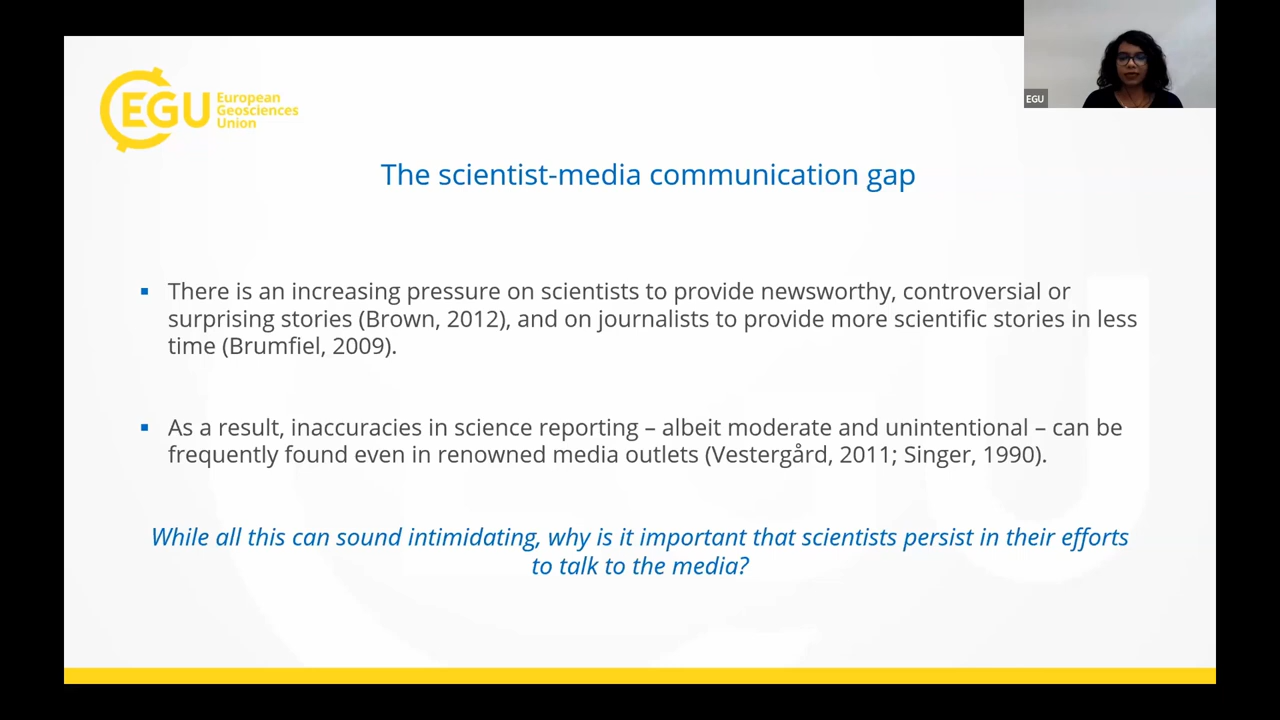 EGU European
Geosciences
Union
EGU
The scientist-media communication gap
There is an increasing pressure on scientists to provide newsworthy, controversial or
surprising stories (Brown, 2012), and on journalists to provide more scientific stories in less
time (Brumfiel, 2009).
As a result, inaccuracies in science reporting – albeit moderate and unintentional – can be
frequently found even in renowned media outlets (Vestergård, 2011; Singer, 1990).
While all this can sound intimidating, why is it important that scientists persist in their efforts
to talk to the media?